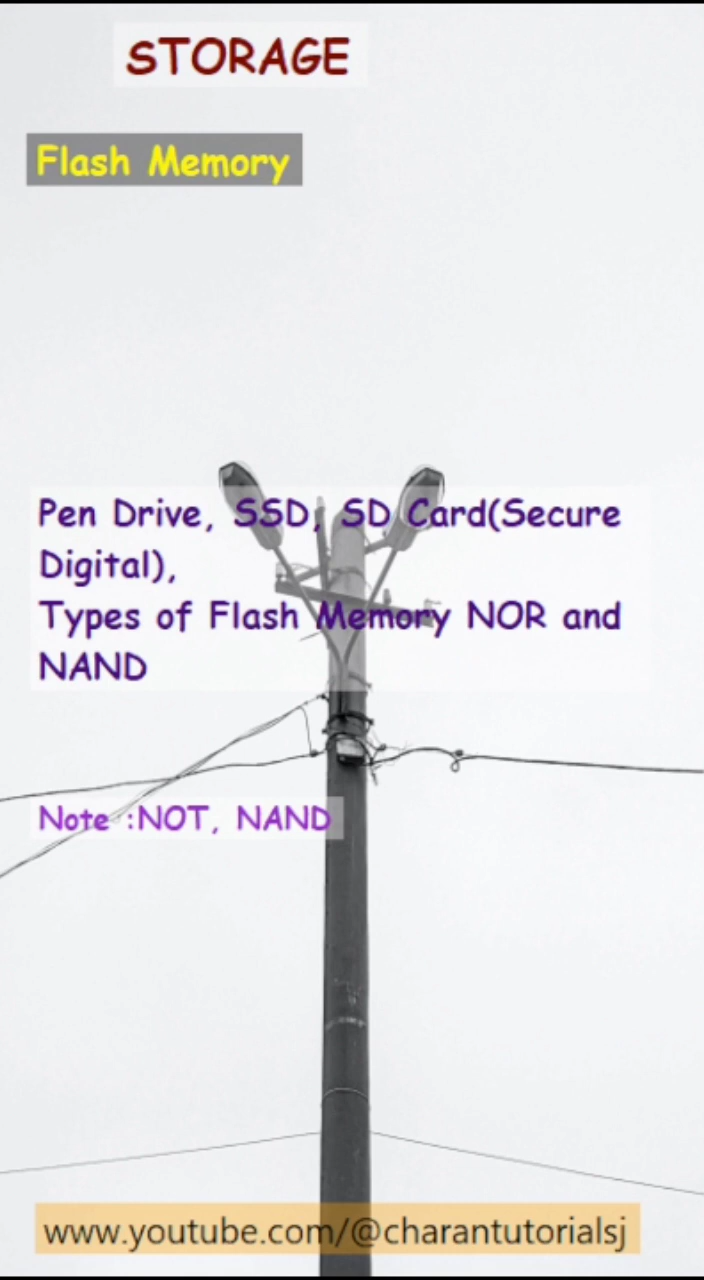 STORAGE
Flash Memory
Pen Drive, SSD, SD Card(Secure
Digital),
Types of Flash Memory NOR and
NAND
Note :NOT, NAND
www.youtube.com/@charantutorialsj